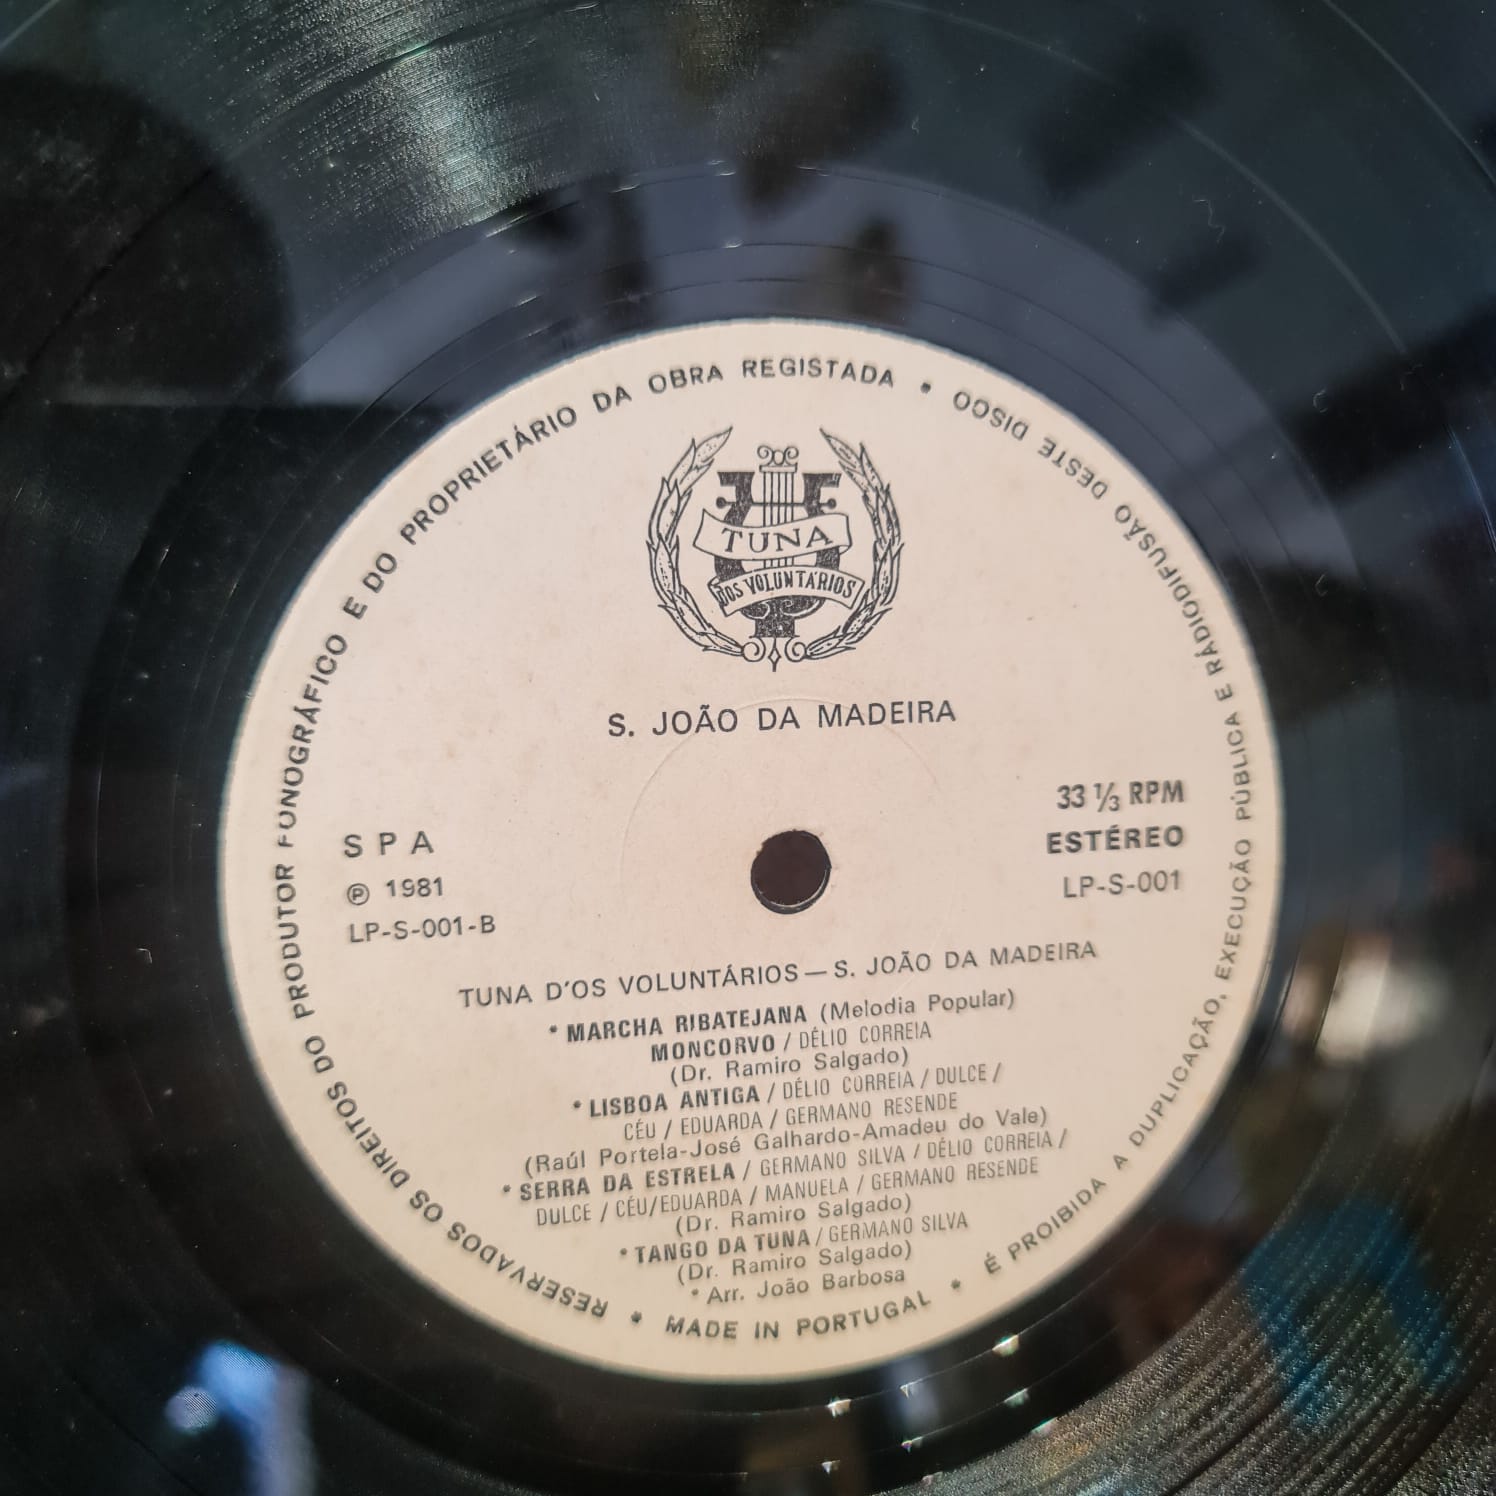 RESERVADOS OS DIREITOS DO PRODUTOR FUNOGRÁFICO E DO PROPRIETÁRIO DA OBRA REGISTADA •
É PROIBIDA A DUPLICAÇÃO, EXECUÇÃO PÚBLICA E RÁDIODIFUSÃO DESTE DISCO •
TUNA
DOS VOLUNTÁRIOS
S. JOÃO DA MADEIRA
S P A
℗ 1981
LP-S-001-B
33 1/3 RPM
ESTÉREO
LP-S-001
TUNA D'OS VOLUNTÁRIOS — S. JOÃO DA MADEIRA
* MARCHA RIBATEJANA (Melodia Popular)
MONCORVO / DÉLIO CORREIA
(Dr. Ramiro Salgado)
* LISBOA ANTIGA / DÉLIO CORREIA / DULCE /
CÉU / EDUARDA / GERMANO RESENDE
(Raúl Portela-José Galhardo-Amadeu do Vale)
* SERRA DA ESTRELA / GERMANO SILVA / DÉLIO CORREIA /
DULCE / CÉU/EDUARDA / MANUELA / GERMANO RESENDE
(Dr. Ramiro Salgado)
* TANGO DA TUNA / GERMANO SILVA
(Dr. Ramiro Salgado)
* Arr. João Barbosa
• MADE IN PORTUGAL •